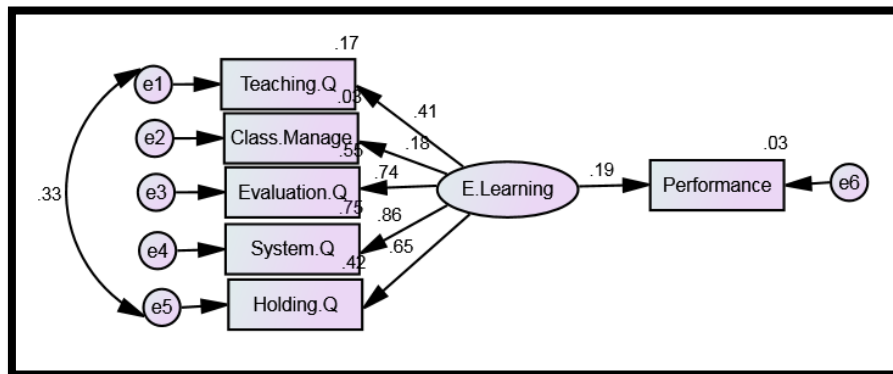 .17
e1
Teaching.Q
.03
.41
e2
Class.Manage
.18
.03
.55
e3
Evaluation.Q
.74
E.Learning
.19
Performance
e6
.33
.75
.86
e4
System.Q
.65
.42
e5
Holding.Q